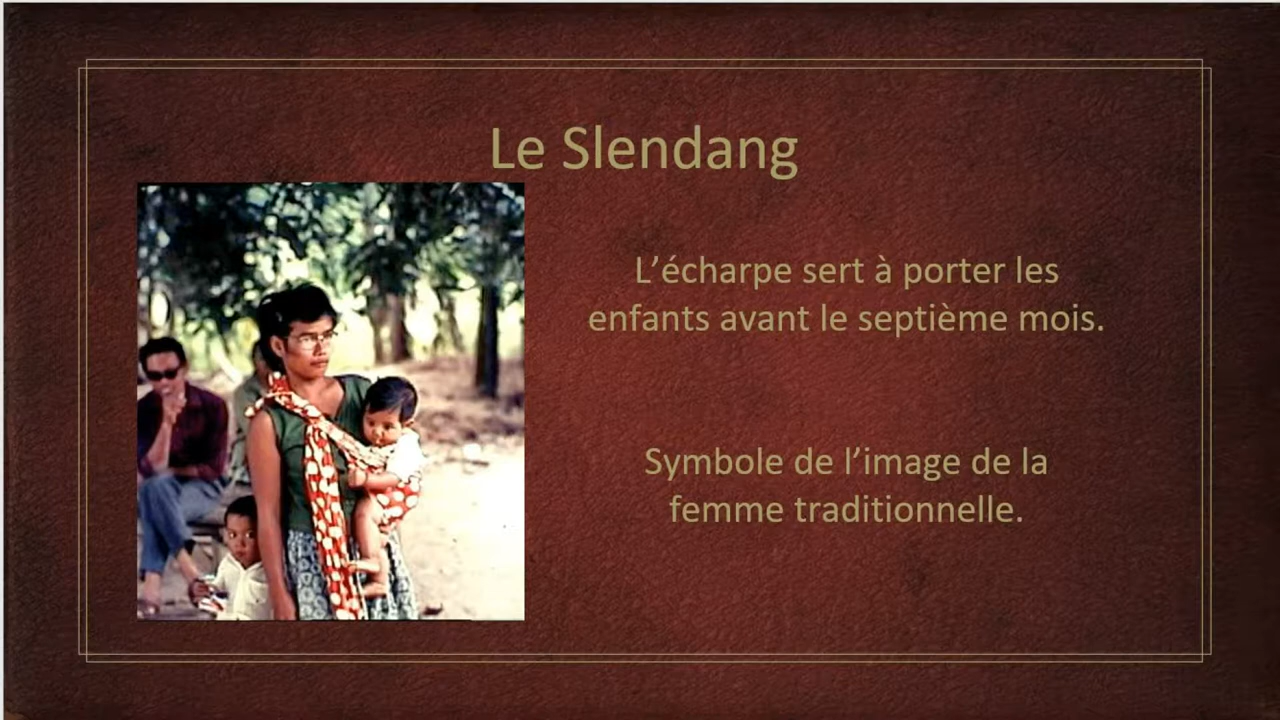 Le Slendang
L’écharpe sert à porter les
enfants avant le septième mois.
Symbole de l’image de la
femme traditionnelle.